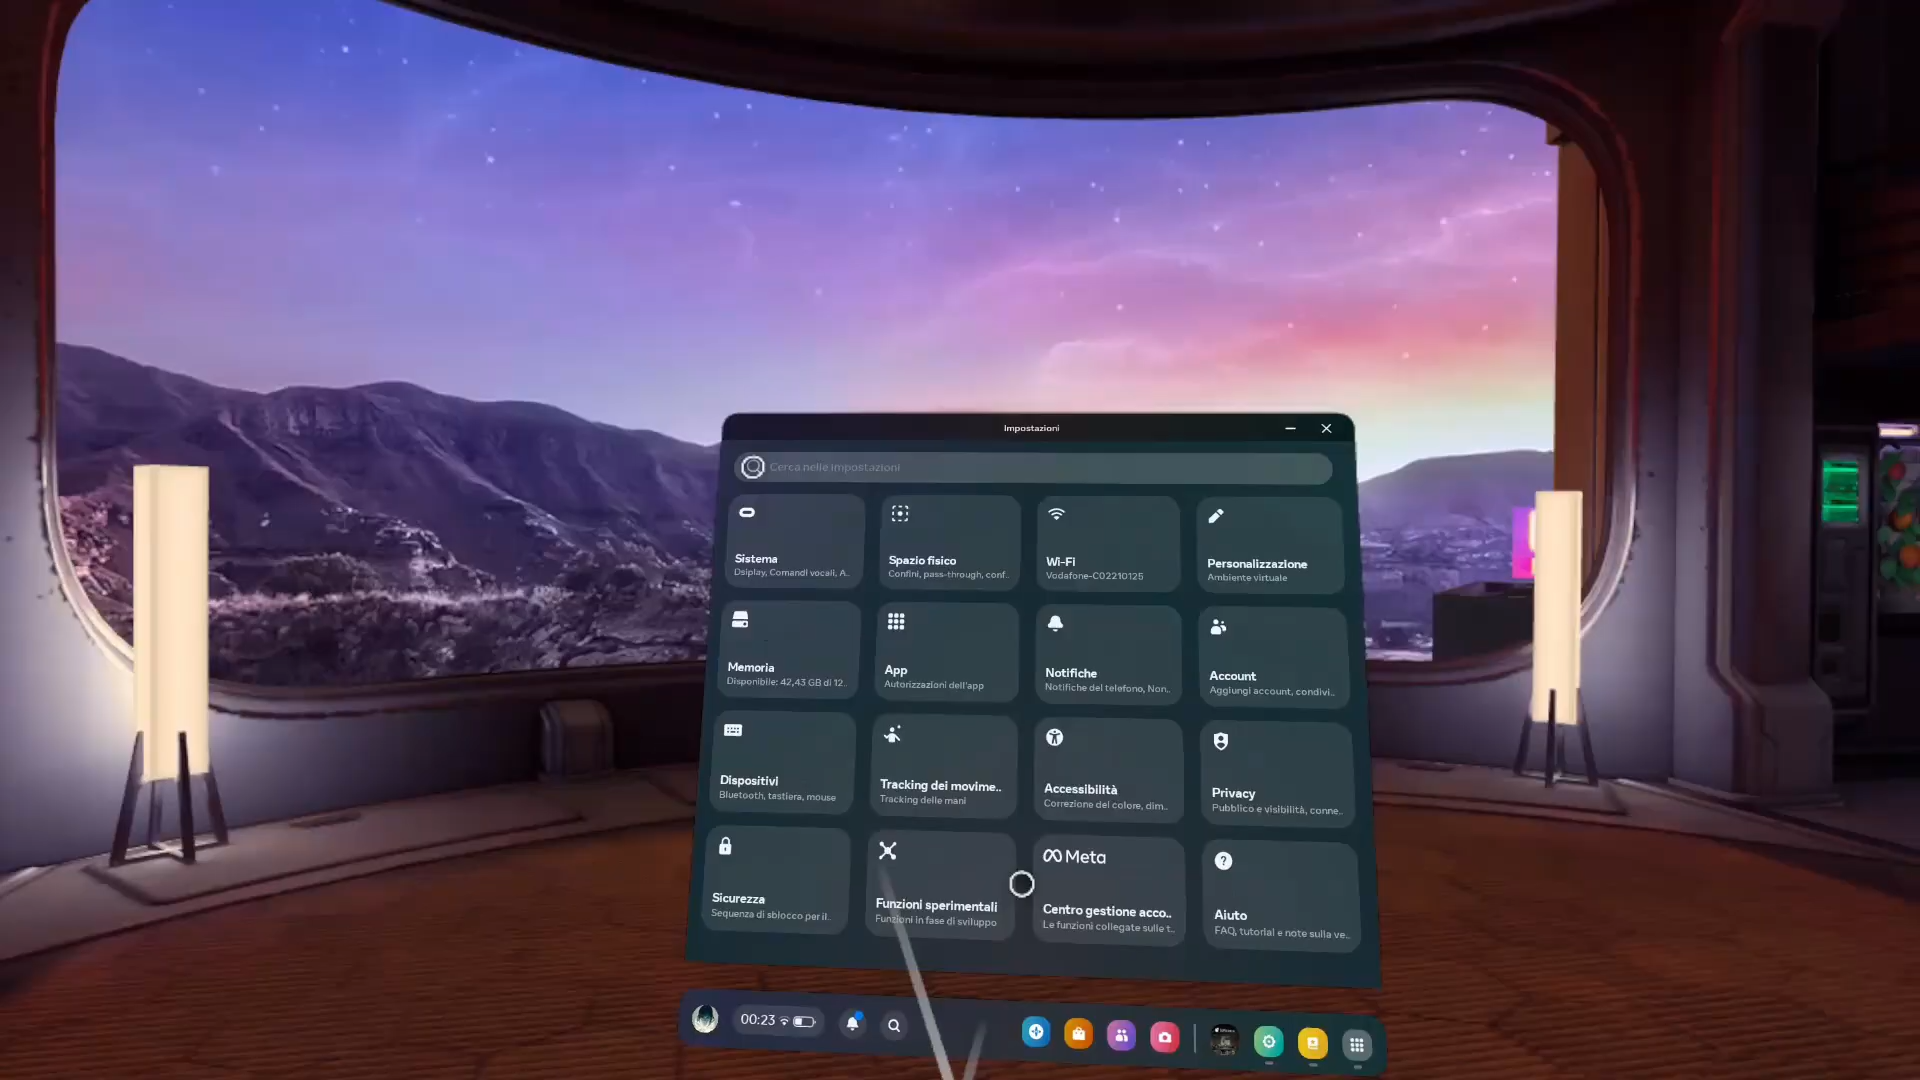 Impostazioni
Cerca nelle impostazioni
Sistema
Dsiplay, Comandi vocali, A..
Spazio fisico
Confini, pass-through, conf..
Wi-Fi
Vodafone-C02210125
Personalizzazione
Ambiente virtuale
Memoria
Disponibile: 42,43 GB di 12..
App
Autorizzazioni dell'app
Notifiche
Notifiche del telefono, Non..
Account
Aggiungi account, condivi..
Dispositivi
Bluetooth, tastiera, mouse
Tracking dei movime..
Tracking delle mani
Accessibilità
Correzione del colore, dim..
Privacy
Pubblico e visibilità, conne..
Sicurezza
Sequenza di sblocco per il..
Funzioni sperimentali
Funzioni in fase di sviluppo
Meta
Centro gestione acco..
Le funzioni collegate sulle t..
Aiuto
FAQ, tutorial e note sulla ve..
00:23